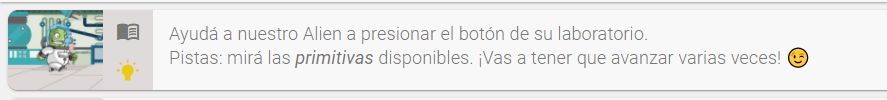 Ayudá a nuestro Alien a presionar el botón de su laboratorio.
Pistas: mirá las primitivas disponibles. ¡Vas a tener que avanzar varias veces! 😉